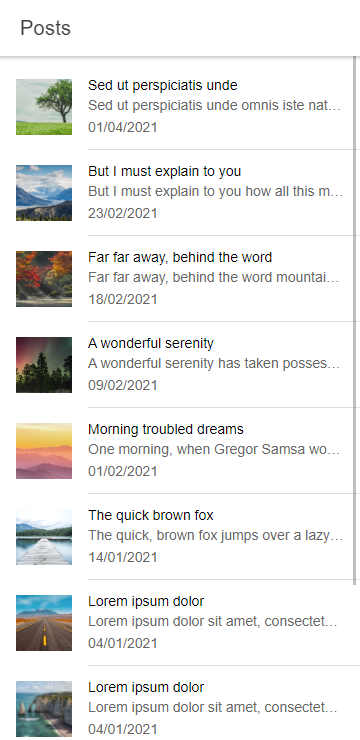 Posts
Sed ut perspiciatis unde
Sed ut perspiciatis unde omnis iste nat…
01/04/2021
But I must explain to you
But I must explain to you how all this m…
23/02/2021
Far far away, behind the word
Far far away, behind the word mountai…
18/02/2021
A wonderful serenity
A wonderful serenity has taken posses…
09/02/2021
Morning troubled dreams
One morning, when Gregor Samsa wo…
01/02/2021
The quick brown fox
The quick, brown fox jumps over a lazy…
14/01/2021
Lorem ipsum dolor
Lorem ipsum dolor sit amet, consectet…
04/01/2021
Lorem ipsum dolor
Lorem ipsum dolor sit amet, consectet…
04/01/2021